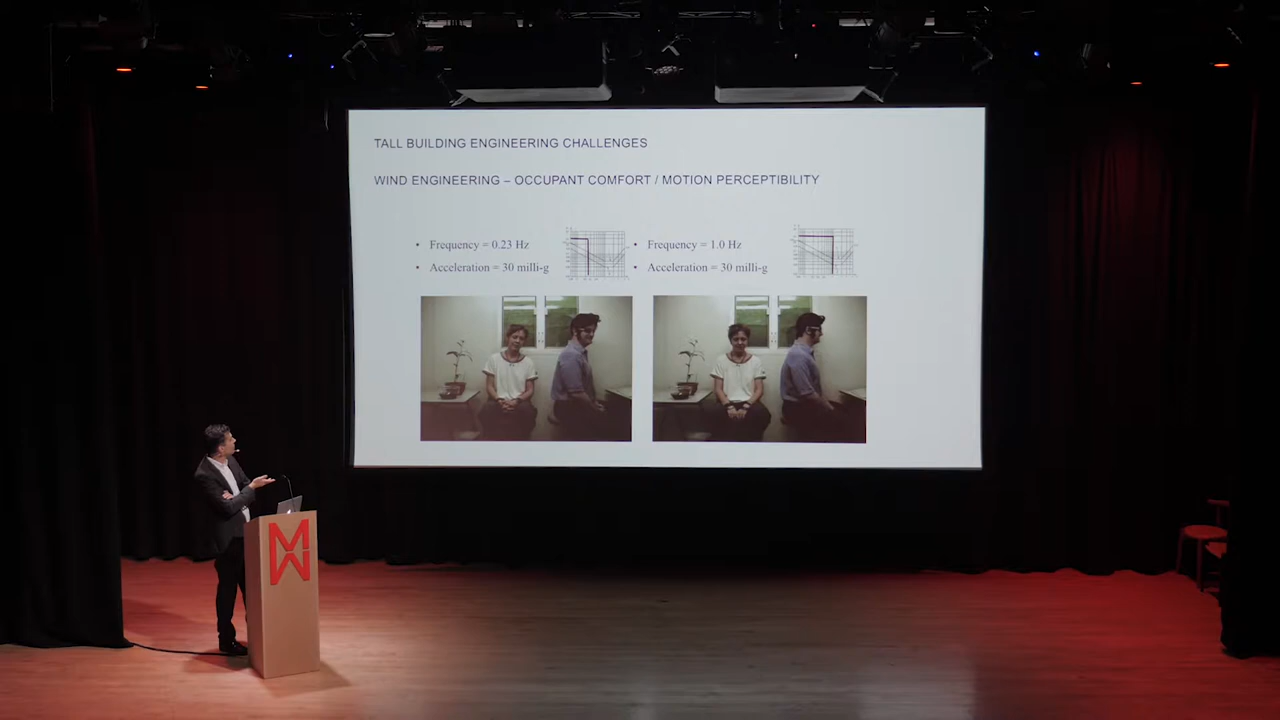 TALL BUILDING ENGINEERING CHALLENGES
WIND ENGINEERING – OCCUPANT COMFORT / MOTION PERCEPTIBILITY
• Frequency = 0.23 Hz
• Acceleration = 30 milli-g
• Frequency = 1.0 Hz
• Acceleration = 30 milli-g
M